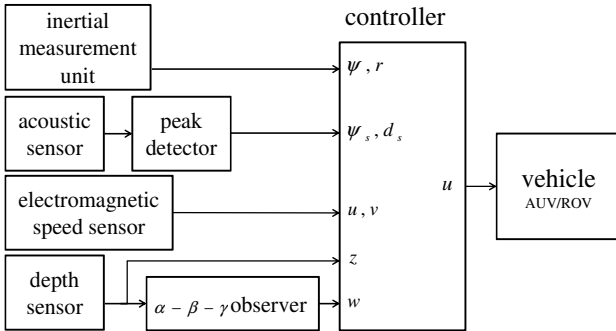 controller
inertial
measurement
unit
ψ, r
acoustic
sensor
peak
detector
ψ s, d s
electromagnetic
speed sensor
u, v
depth
sensor
z
α – β – γ observer
w
u
vehicle
AUV/ROV